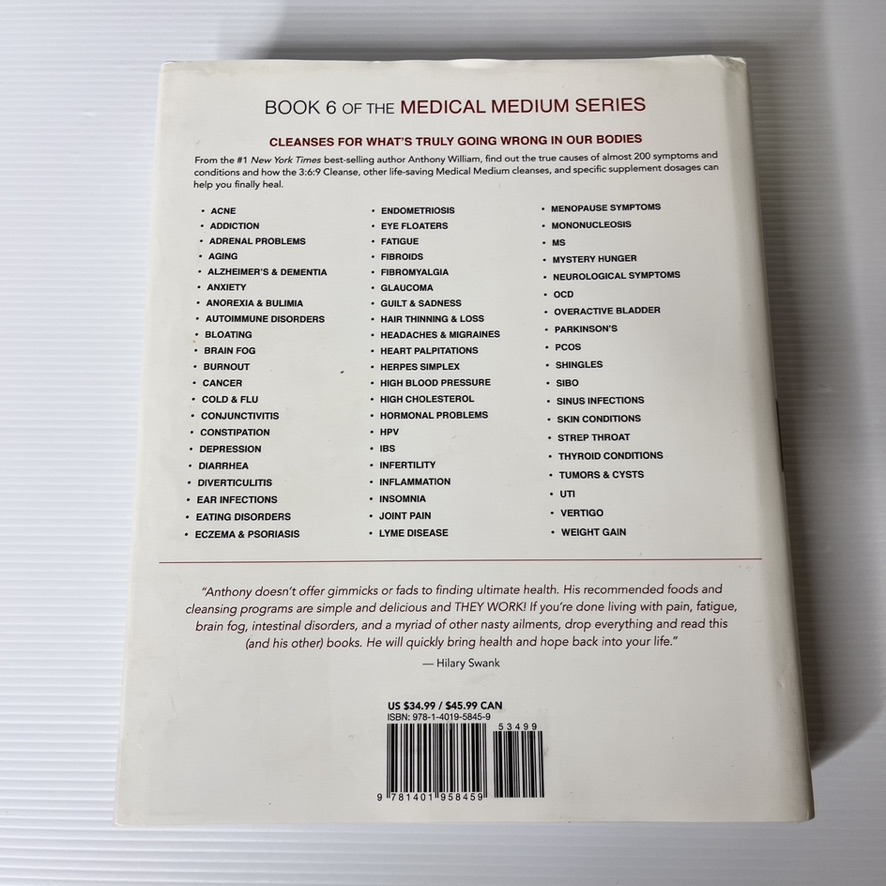 BOOK 6 OF THE MEDICAL MEDIUM SERIES
CLEANSES FOR WHAT'S TRULY GOING WRONG IN OUR BODIES
From the #1 New York Times best-selling author Anthony William, find out the true causes of almost 200 symptoms and
conditions and how the 3:6:9 Cleanse, other life-saving Medical Medium cleanses, and specific supplement dosages can
help you finally heal.
• ACNE
• ADDICTION
• ADRENAL PROBLEMS
• AGING
• ALZHEIMER'S & DEMENTIA
• ANXIETY
• ANOREXIA & BULIMIA
• AUTOIMMUNE DISORDERS
• BLOATING
• BRAIN FOG
• BURNOUT
• CANCER
• COLD & FLU
• CONJUNCTIVITIS
• CONSTIPATION
• DEPRESSION
• DIARRHEA
• DIVERTICULITIS
• EAR INFECTIONS
• EATING DISORDERS
• ECZEMA & PSORIASIS
• ENDOMETRIOSIS
• EYE FLOATERS
• FATIGUE
• FIBROIDS
• FIBROMYALGIA
• GLAUCOMA
• GUILT & SADNESS
• HAIR THINNING & LOSS
• HEADACHES & MIGRAINES
• HEART PALPITATIONS
• HERPES SIMPLEX
• HIGH BLOOD PRESSURE
• HIGH CHOLESTEROL
• HORMONAL PROBLEMS
• HPV
• IBS
• INFERTILITY
• INFLAMMATION
• INSOMNIA
• JOINT PAIN
• LYME DISEASE
• MENOPAUSE SYMPTOMS
• MONONUCLEOSIS
• MS
• MYSTERY HUNGER
• NEUROLOGICAL SYMPTOMS
• OCD
• OVERACTIVE BLADDER
• PARKINSON'S
• PCOS
• SHINGLES
• SIBO
• SINUS INFECTIONS
• SKIN CONDITIONS
• STREP THROAT
• THYROID CONDITIONS
• TUMORS & CYSTS
• UTI
• VERTIGO
• WEIGHT GAIN
"Anthony doesn't offer gimmicks or fads to finding ultimate health. His recommended foods and
cleansing programs are simple and delicious and THEY WORK! If you're done living with pain, fatigue,
brain fog, intestinal disorders, and a myriad of other nasty ailments, drop everything and read this
(and his other) books. He will quickly bring health and hope back into your life."
— Hilary Swank
US $34.99 / $45.99 CAN
ISBN: 978-1-4019-5845-9
53499
9 781401 958459